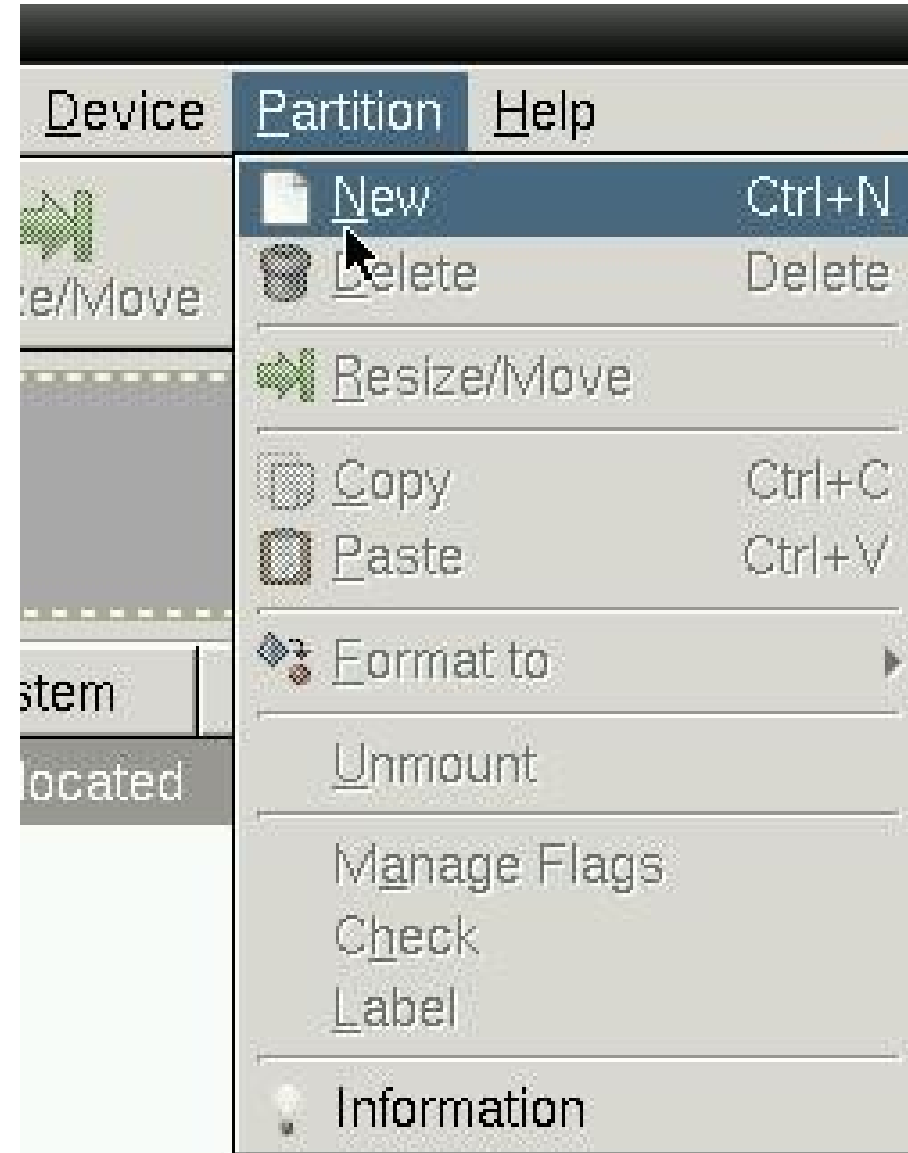 Device Partition Help
New Ctrl+N
Delete Delete
ze/Move
Resize/Move
Copy Ctrl+C
Paste Ctrl+V
Format to
stem
Unmount
located
Manage Flags
Check
Label
Information